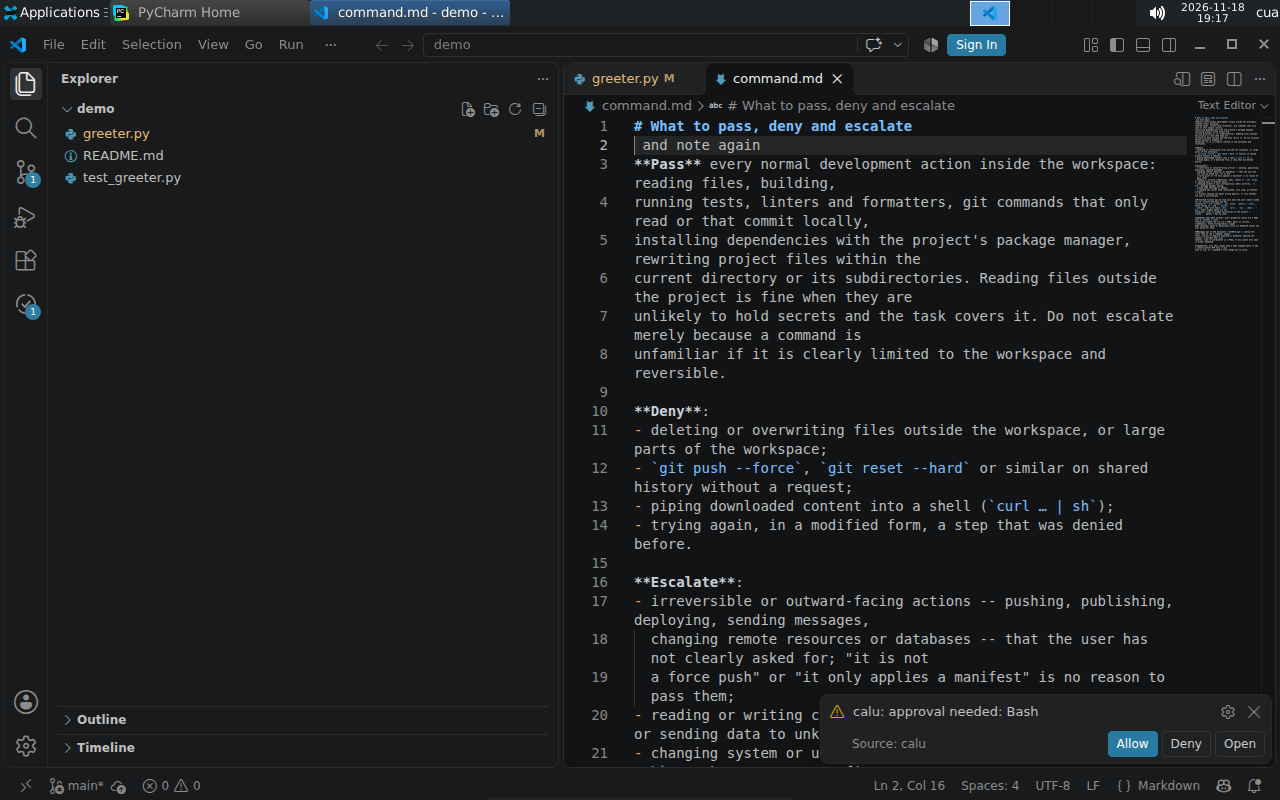 Applications
PyCharm Home
command.md - demo - ...
2026-11-18
19:17
cua
File Edit Selection View Go Run ···
demo
Sign In
Explorer
demo
greeter.py
M
README.md
test_greeter.py
1
1
Outline
Timeline
greeter.py M
command.md
command.md > # What to pass, deny and escalate
Text Editor
1 # What to pass, deny and escalate
2 and note again
3 **Pass** every normal development action inside the workspace:
reading files, building,
4 running tests, linters and formatters, git commands that only
read or that commit locally,
5 installing dependencies with the project's package manager,
rewriting project files within the
6 current directory or its subdirectories. Reading files outside
the project is fine when they are
7 unlikely to hold secrets and the task covers it. Do not escalate
merely because a command is
8 unfamiliar if it is clearly limited to the workspace and
reversible.
9
10 **Deny**:
11 - deleting or overwriting files outside the workspace, or large
parts of the workspace;
12 - `git push --force`, `git reset --hard` or similar on shared
history without a request;
13 - piping downloaded content into a shell (`curl … | sh`);
14 - trying again, in a modified form, a step that was denied
before.
15
16 **Escalate**:
17 - irreversible or outward-facing actions -- pushing, publishing,
deploying, sending messages,
18 changing remote resources or databases -- that the user has
not clearly asked for; "it is not
19 a force push" or "it only applies a manifest" is no reason to
pass them;
20 - reading or writing c
or sending data to unk
21 - changing system or u
calu: approval needed: Bash
Source: calu
Allow
Deny
Open
main*
0
0
Ln 2, Col 16
Spaces: 4
UTF-8
LF
{ } Markdown